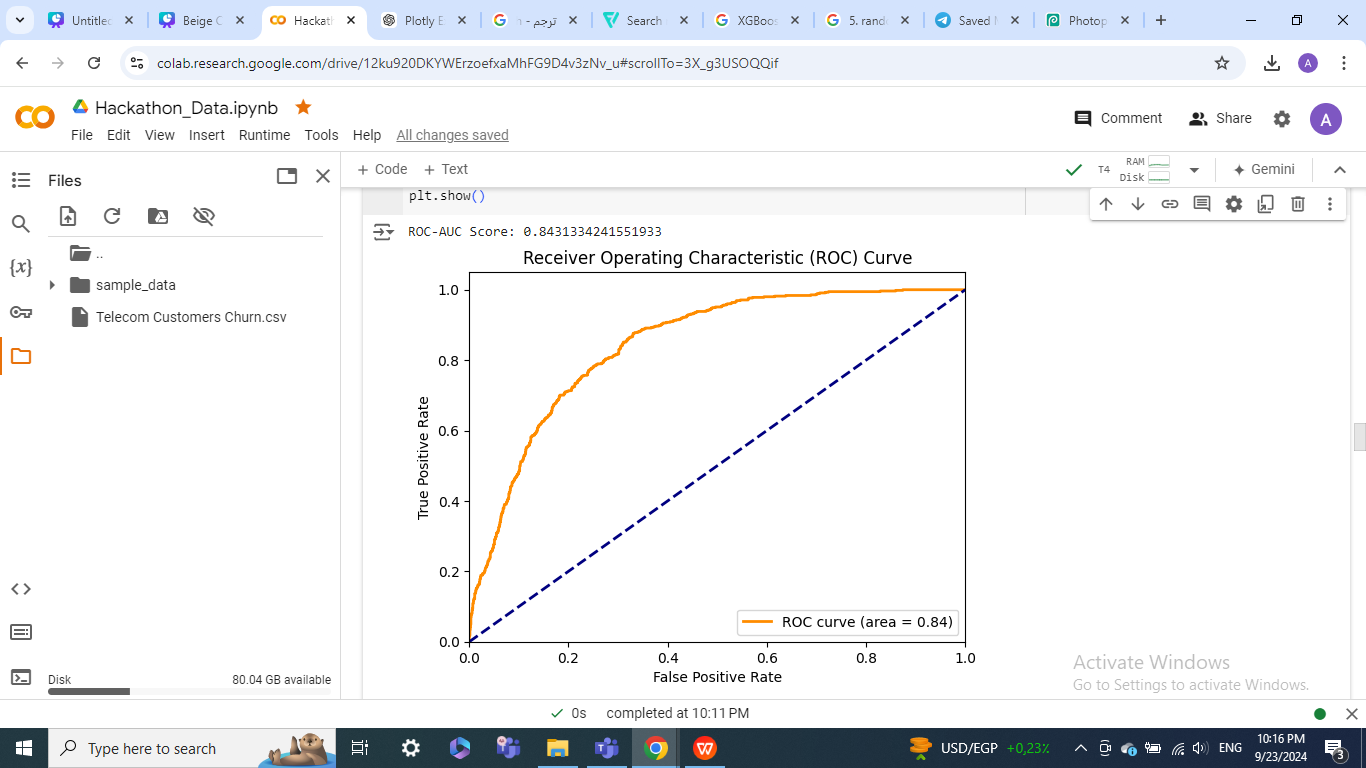 Untitled
Beige C
Hackath
Plotly E
ترجم - n
Search
XGBoos
5. rand
Saved M
Photop
colab.research.google.com/drive/12ku920DKYWErzoefxaMhFG9D4v3zNv_u#scrollTo=3X_g3USOQQif
A
Hackathon_Data.ipynb
File Edit View Insert Runtime Tools Help All changes saved
Comment Share A
Files
+ Code + Text
T4 RAM Disk Gemini
..
sample_data
Telecom Customers Churn.csv
Disk 80.04 GB available
plt.show()
ROC-AUC Score: 0.8431334241551933
Receiver Operating Characteristic (ROC) Curve
True Positive Rate
1.0
0.8
0.6
0.4
0.2
0.0
ROC curve (area = 0.84)
0.0 0.2 0.4 0.6 0.8 1.0
False Positive Rate
Activate Windows
Go to Settings to activate Windows.
0s completed at 10:11 PM
Type here to search
USD/EGP +0,23%
ENG
10:16 PM
9/23/2024
3